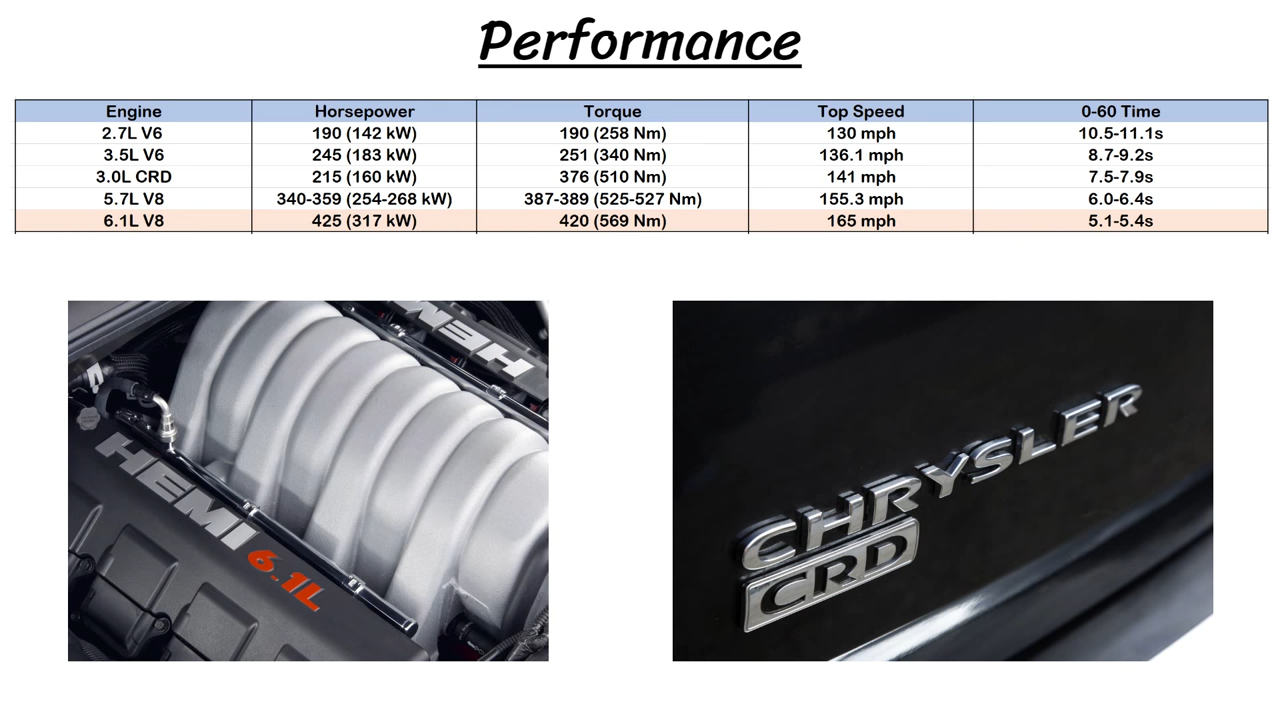 Performance
Engine Horsepower Torque Top Speed 0-60 Time
2.7L V6 190 (142 kW) 190 (258 Nm) 130 mph 10.5-11.1s
3.5L V6 245 (183 kW) 251 (340 Nm) 136.1 mph 8.7-9.2s
3.0L CRD 215 (160 kW) 376 (510 Nm) 141 mph 7.5-7.9s
5.7L V8 340-359 (254-268 kW) 387-389 (525-527 Nm) 155.3 mph 6.0-6.4s
6.1L V8 425 (317 kW) 420 (569 Nm) 165 mph 5.1-5.4s
HEM
HEMI
6.1L
CHRYSLER
CRD